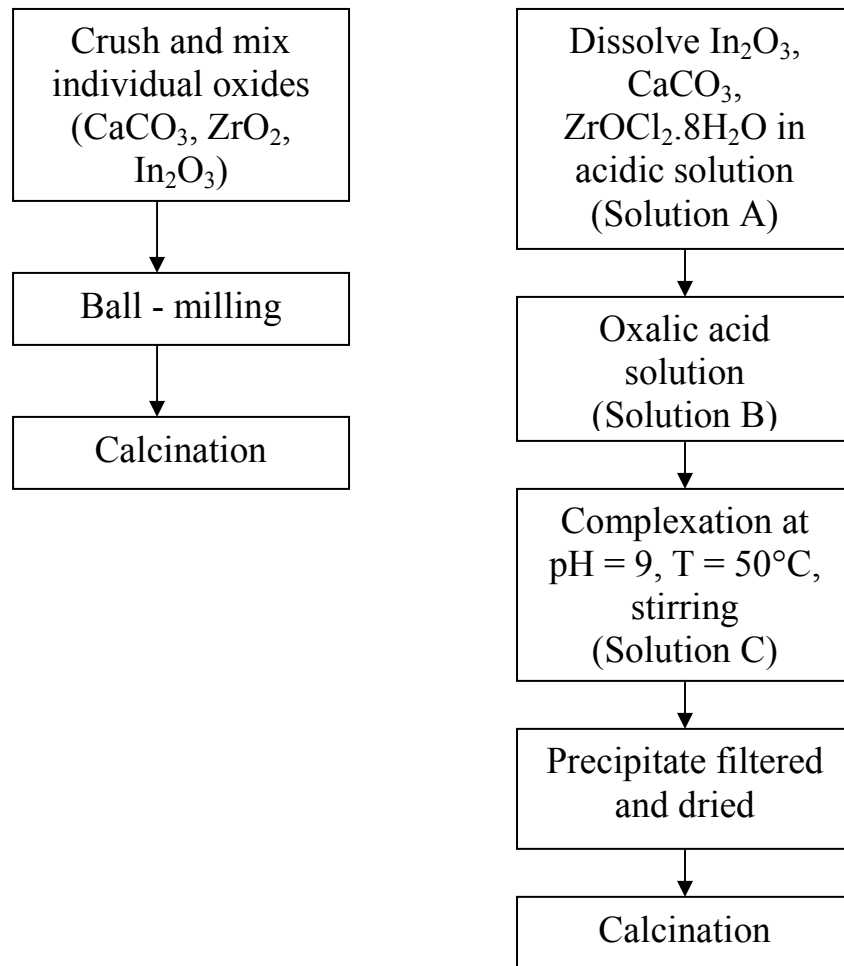 Crush and mix
individual oxides
(CaCO₃, ZrO₂,
In₂O₃)
Ball - milling
Calcination
Dissolve In₂O₃,
CaCO₃,
ZrOCl₂.8H₂O in
acidic solution
(Solution A)
Oxalic acid
solution
(Solution B)
Complexation at
pH = 9, T = 50°C,
stirring
(Solution C)
Precipitate filtered
and dried
Calcination